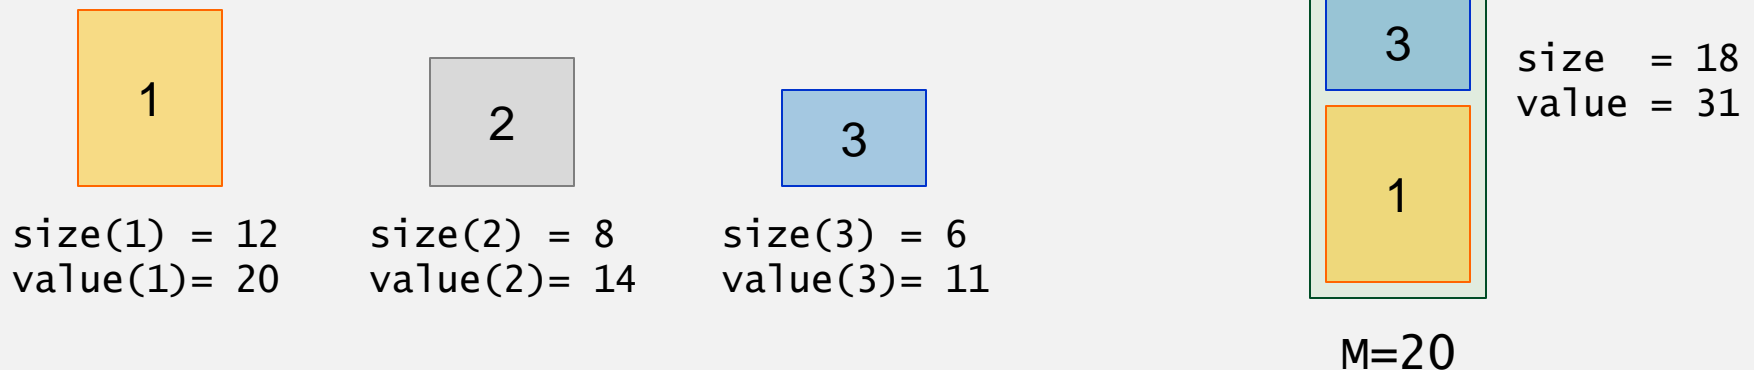 1
2
3
size(1) = 12
value(1)= 20
size(2) = 8
value(2)= 14
size(3) = 6
value(3)= 11
3
1
size  = 18
value = 31
M=20